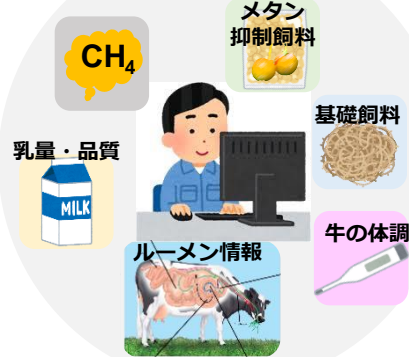 メタン
抑制飼料
CH4
基礎飼料
乳量・品質
MILK
牛の体調
ルーメン情報